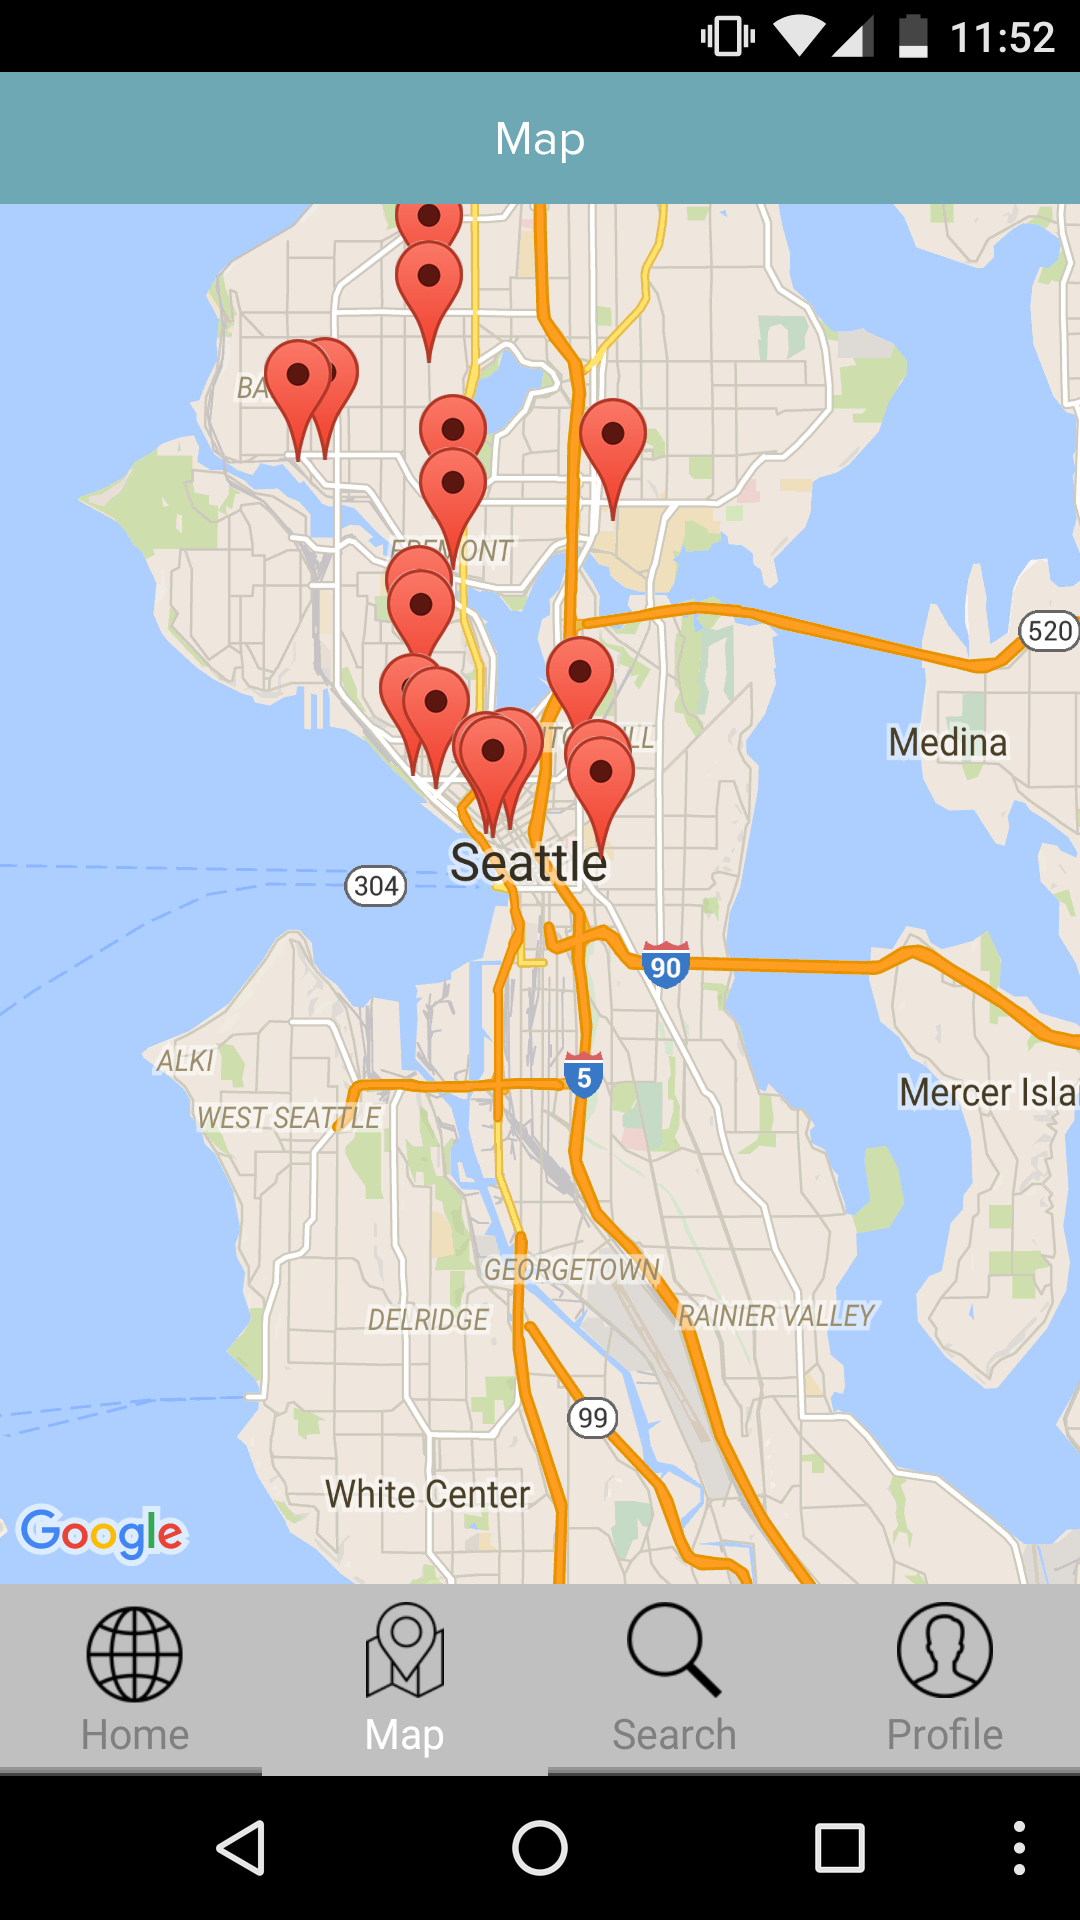 11:52
Map
FREMONT
520
Medina
Seattle
304
90
ALKI
5
Mercer Isla
WEST SEATTLE
GEORGETOWN
DELRIDGE
RAINIER VALLEY
99
White Center
Google
Home
Map
Search
Profile